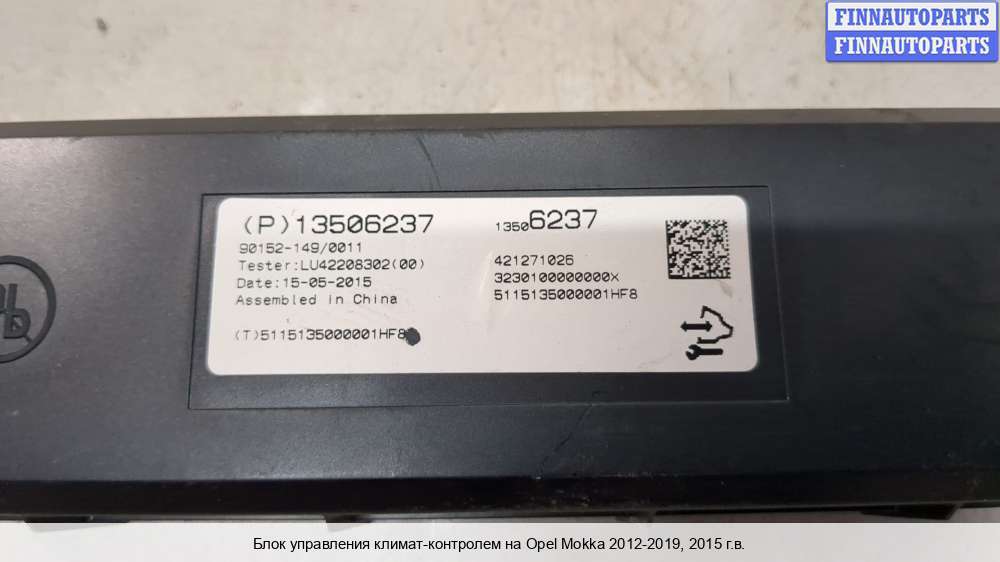 FINNAUTOPARTS
FINNAUTOPARTS
(P)13506237
13506237
90152-149/0011
Tester:LU42208302(00)
421271026
Date:15-05-2015
3230100000000x
Assembled in China
5115135000001HF8
(T)5115135000001HF8
Блок управления климат-контролем на Opel Mokka 2012-2019, 2015 г.в.